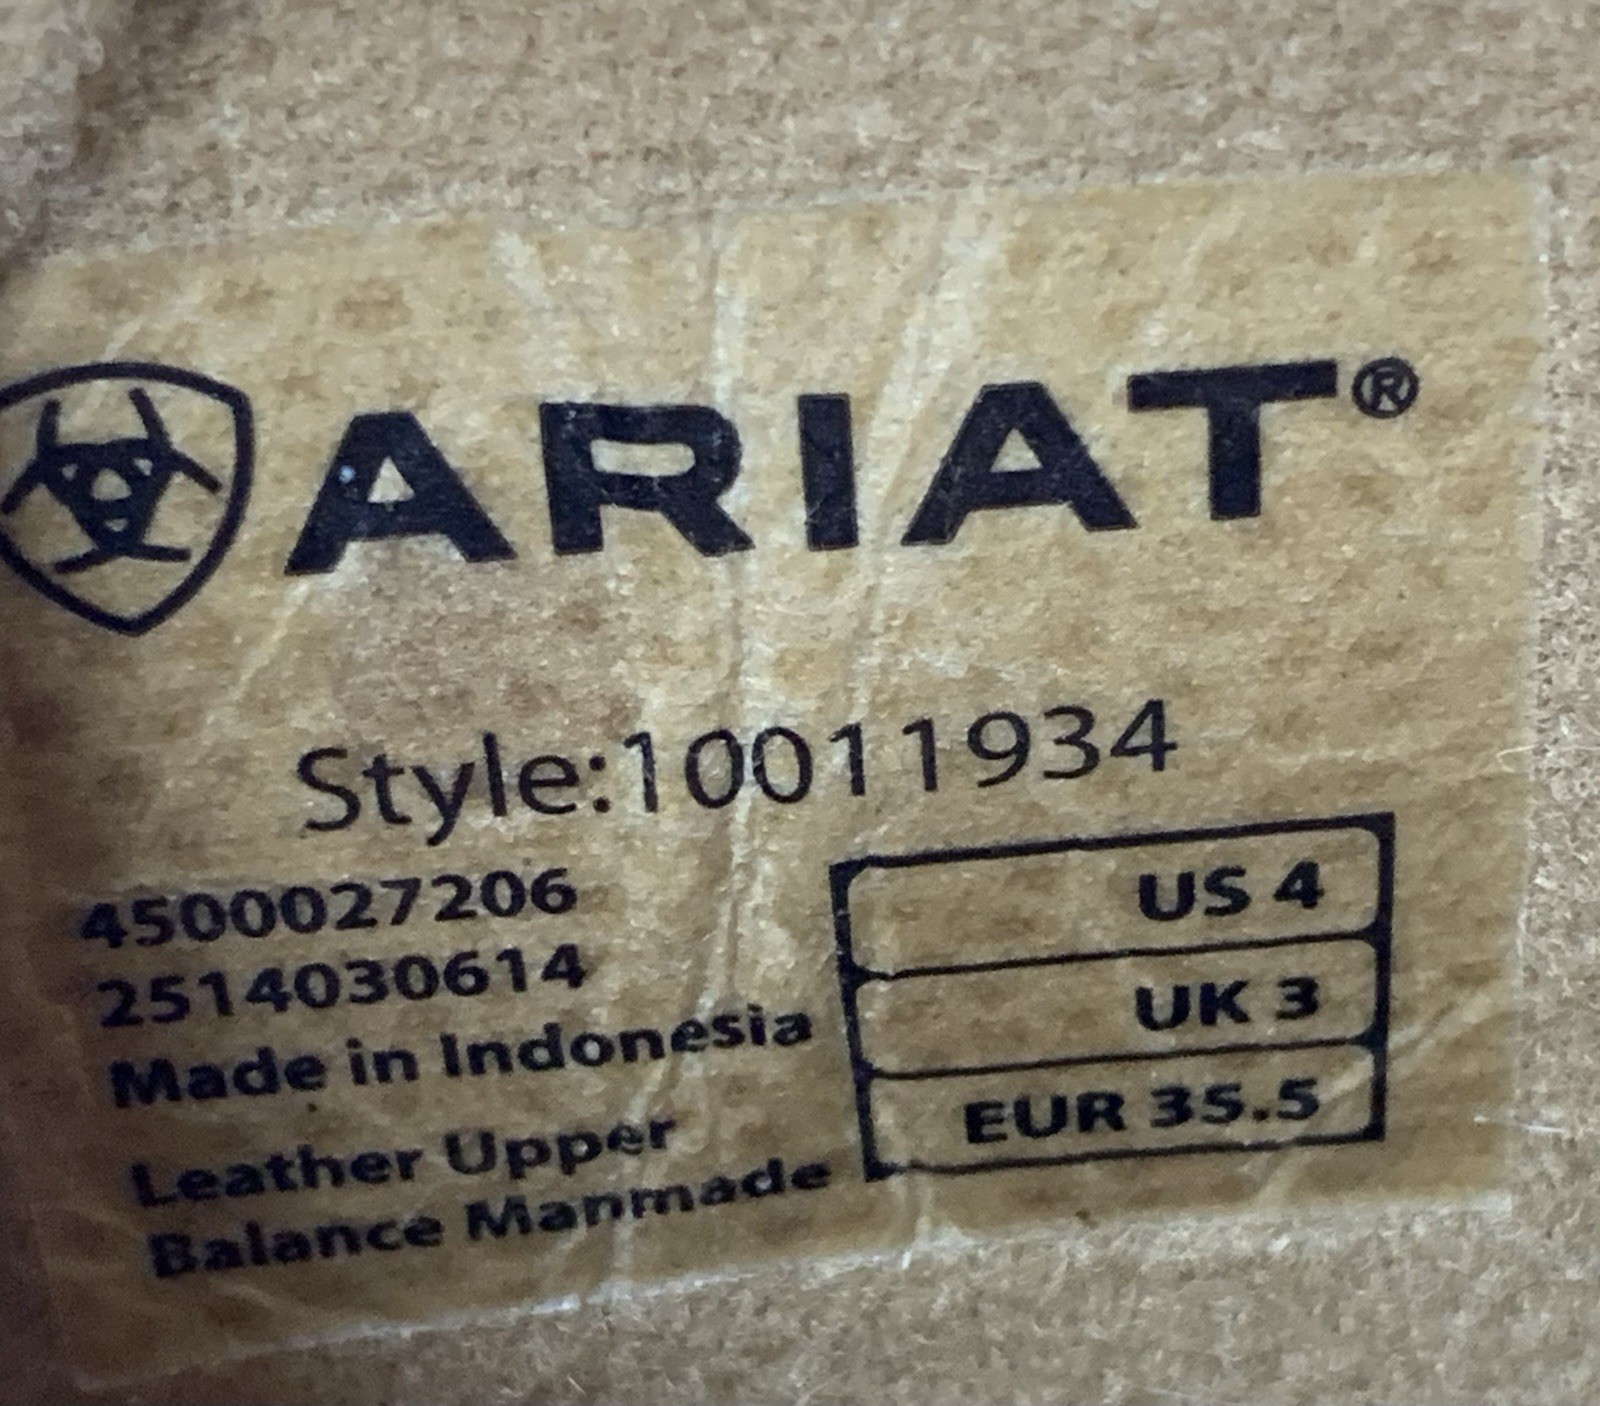 ARIAT®
Style:10011934
4500027206
2514030614
Made in Indonesia
Leather Upper
Balance Manmade
US 4
UK 3
EUR 35.5